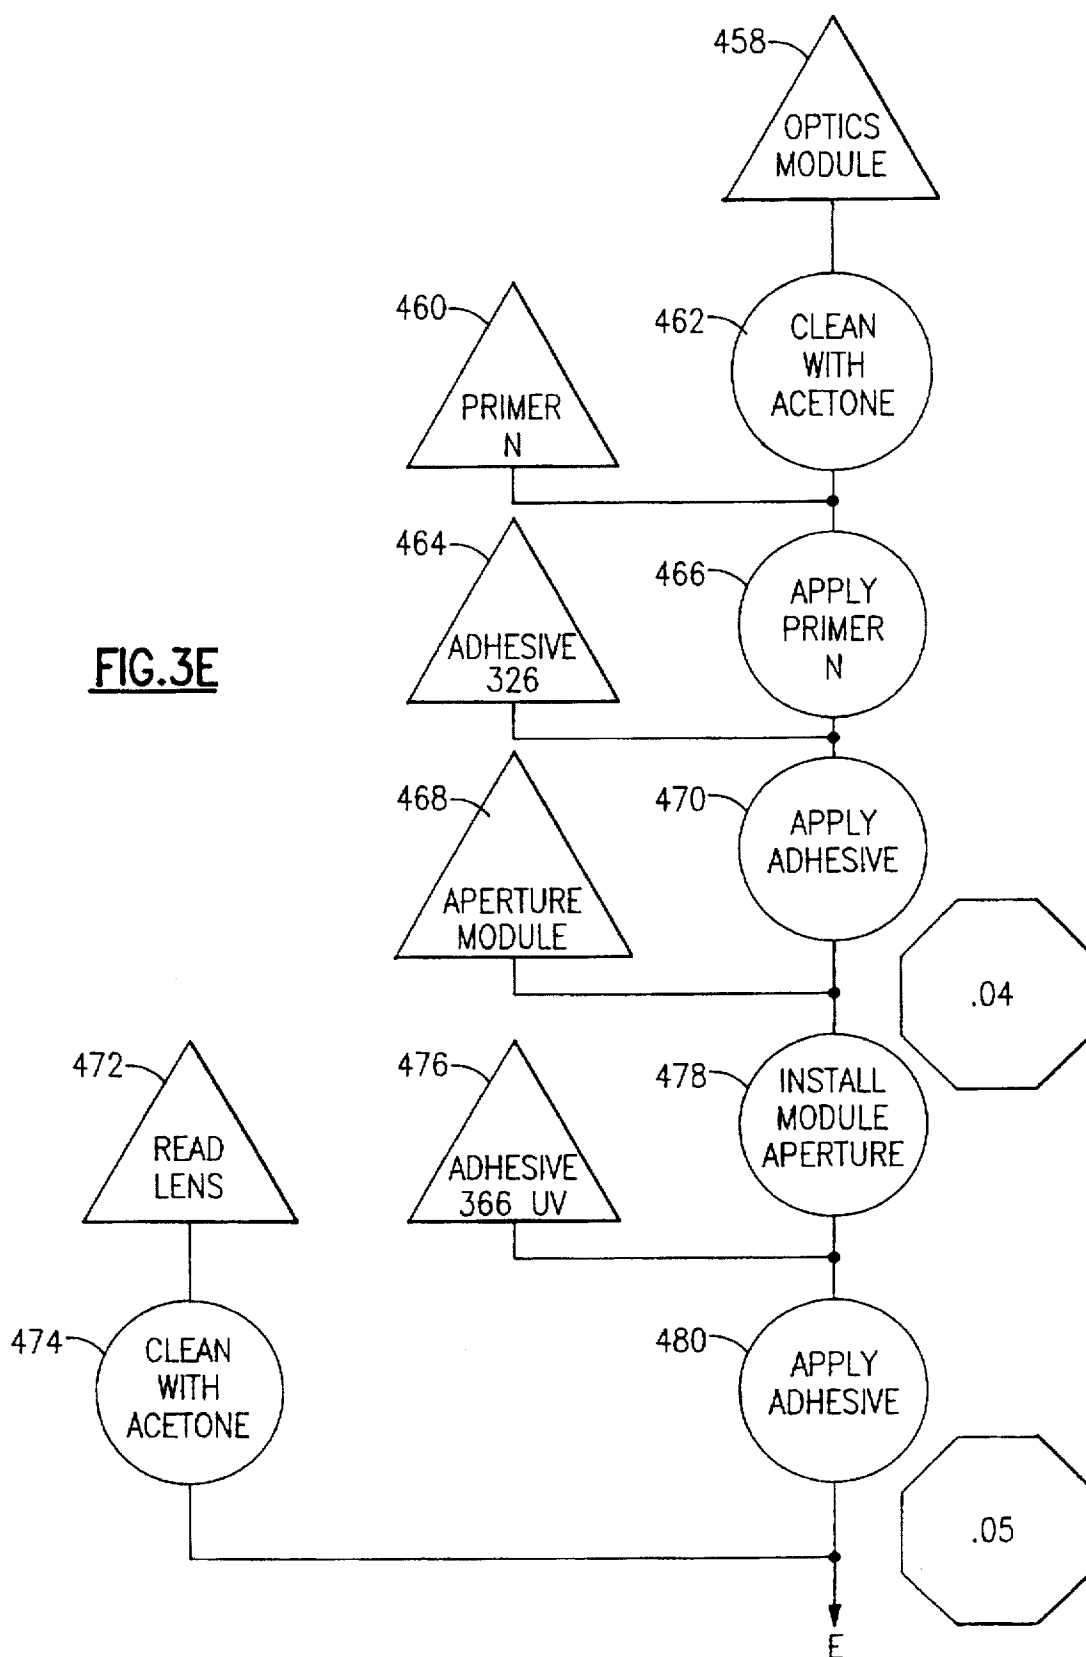 458
OPTICS
MODULE
460
PRIMER
N
462
CLEAN
WITH
ACETONE
464
ADHESIVE
326
466
APPLY
PRIMER
N
FIG.3E
468
APERTURE
MODULE
470
APPLY
ADHESIVE
.04
472
READ
LENS
476
ADHESIVE
366 UV
478
INSTALL
MODULE
APERTURE
474
CLEAN
WITH
ACETONE
480
APPLY
ADHESIVE
.05
E